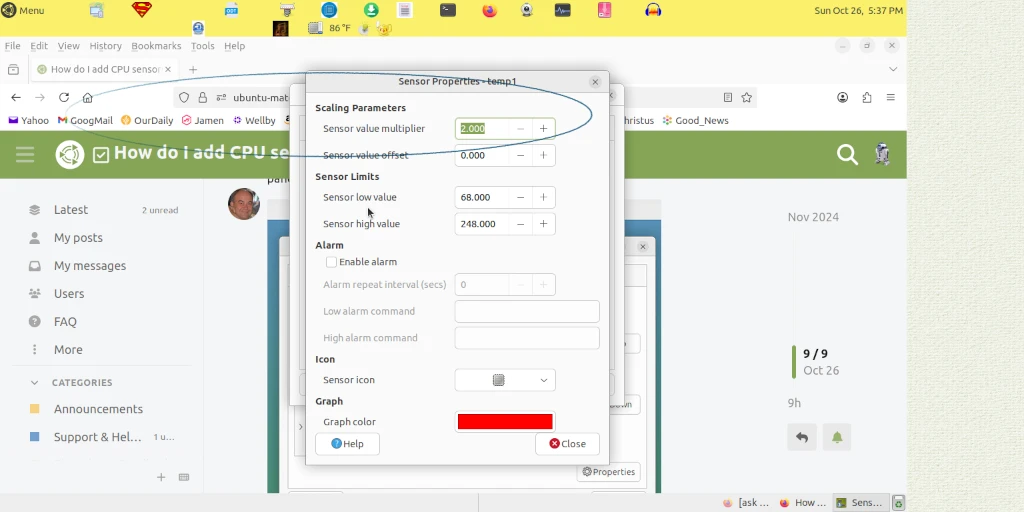 Menu
86 °F
Sun Oct 26, 5:37 PM
File Edit View History Bookmarks Tools Help
How do I add CPU sensor
ubuntu-mat
Yahoo GoogMail OurDaily Jamen Wellby
christus Good_News
How do i add CPU se
Latest 2 unread
My posts
My messages
Users
FAQ
More
CATEGORIES
Announcements
Support & Hel... 1 u...
Sensor Properties - temp1
Scaling Parameters
Sensor value multiplier 2.000
Sensor value offset 0.000
Sensor Limits
Sensor low value 68.000
Sensor high value 248.000
Alarm
Enable alarm
Alarm repeat interval (secs) 0
Low alarm command
High alarm command
Icon
Sensor icon
Graph
Graph color
Help Close
Down
Properties
Nov 2024
9 / 9
Oct 26
9h
[ask ... How ... Sens...